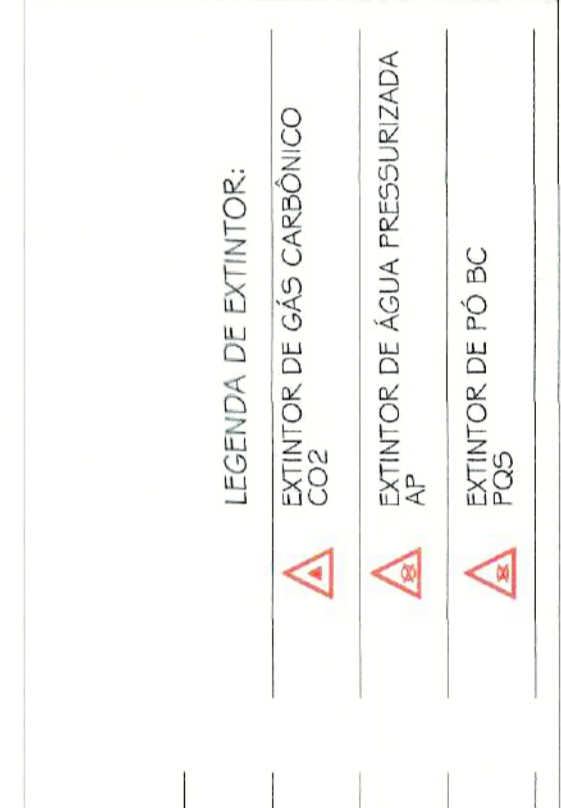 LEGENDA DE EXTINTOR:
EXTINTOR DE GÁS CARBÔNICO
CO2
EXTINTOR DE ÁGUA PRESSURIZADA
AP
EXTINTOR DE PÓ BC
PQS